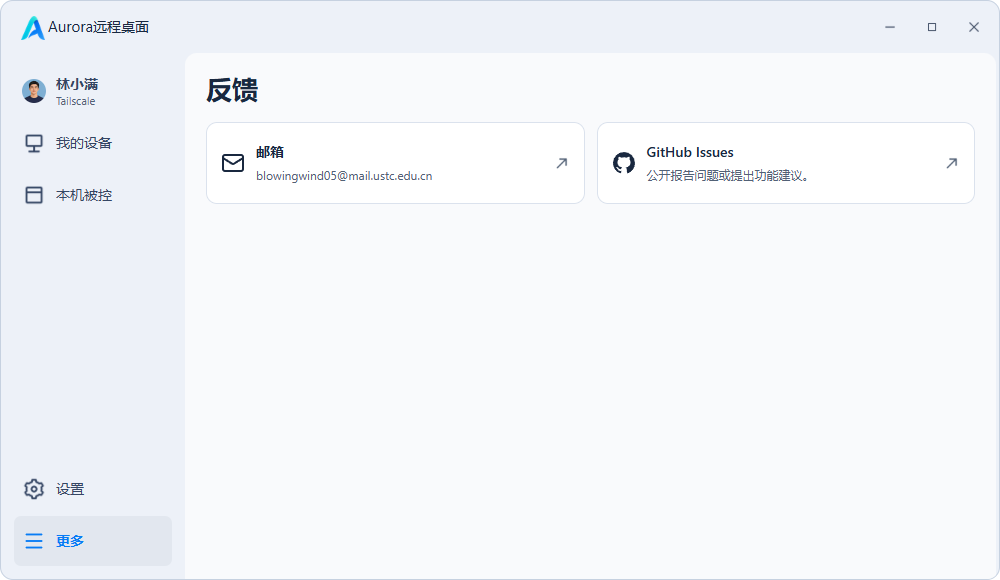 Aurora远程桌面
林小满
Tailscale
我的设备
本机被控
设置
更多
反馈
邮箱
blowingwind05@mail.ustc.edu.cn
GitHub Issues
公开报告问题或提出功能建议。